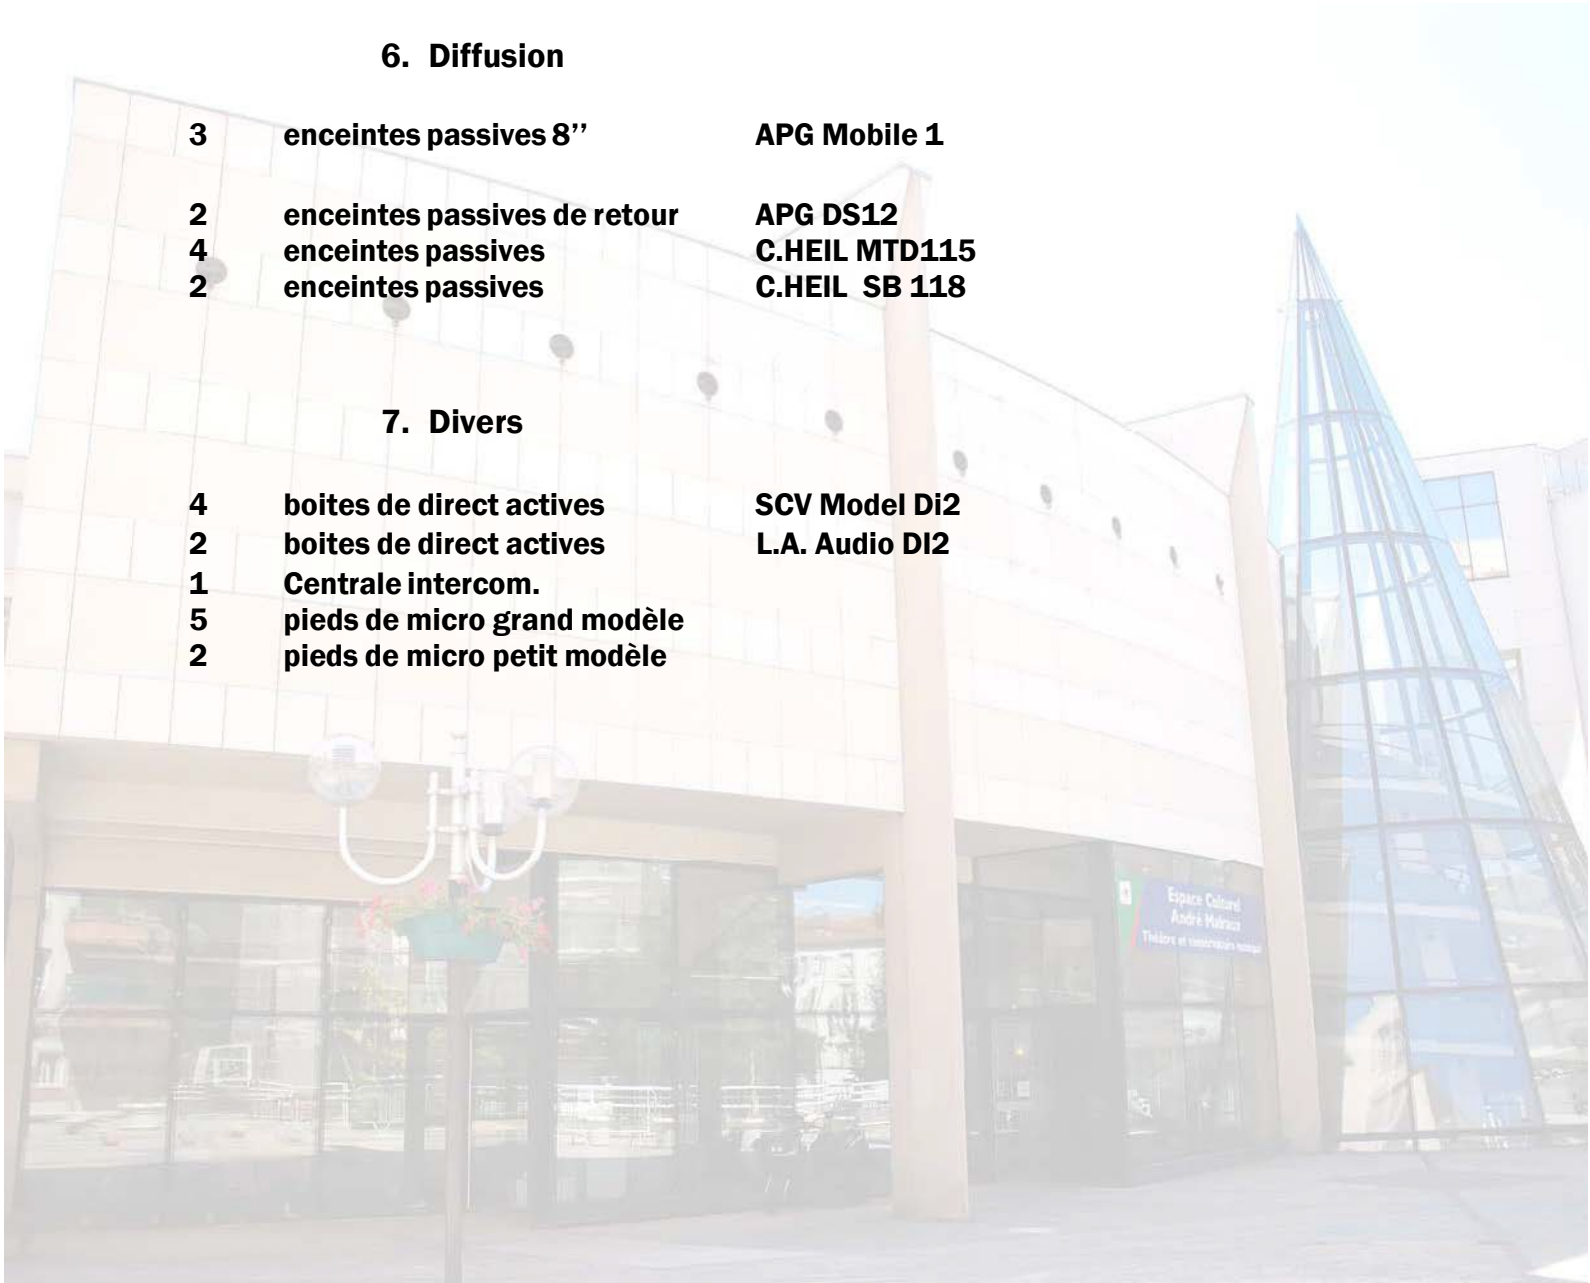 6. Diffusion
3 enceintes passives 8’’ APG Mobile 1
2 enceintes passives de retour APG DS12
4 enceintes passives C.HEIL MTD115
2 enceintes passives C.HEIL SB 118
7. Divers
4 boites de direct actives SCV Model Di2
2 boites de direct actives L.A. Audio DI2
1 Centrale intercom.
5 pieds de micro grand modèle
2 pieds de micro petit modèle
Espace Culturel
André Malraux
Théâtre et conservatoire